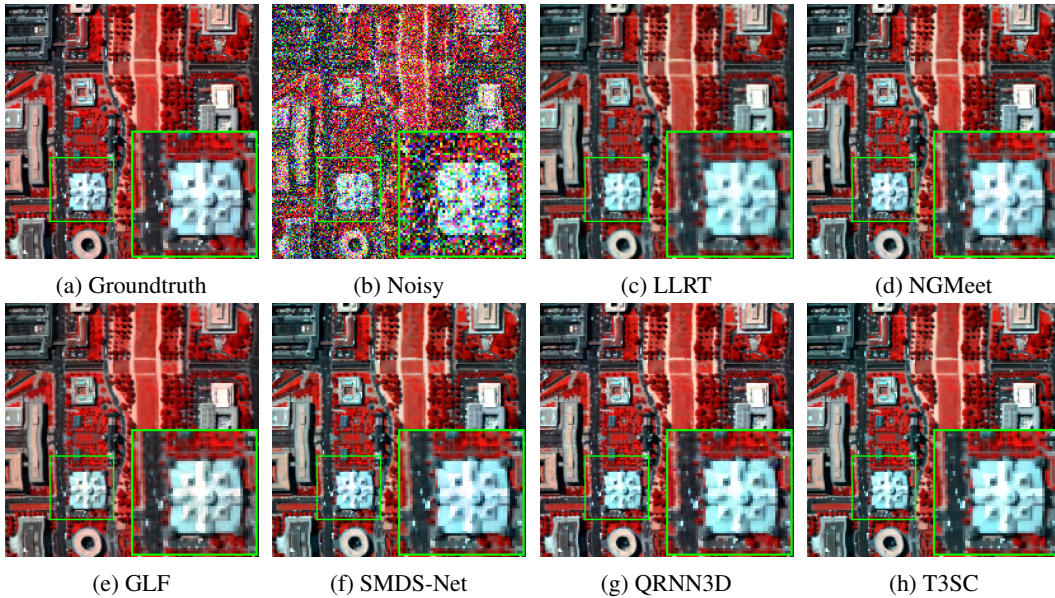 (a) Groundtruth
(b) Noisy
(c) LLRT
(d) NGMeet
(e) GLF
(f) SMDS-Net
(g) QRNN3D
(h) T3SC